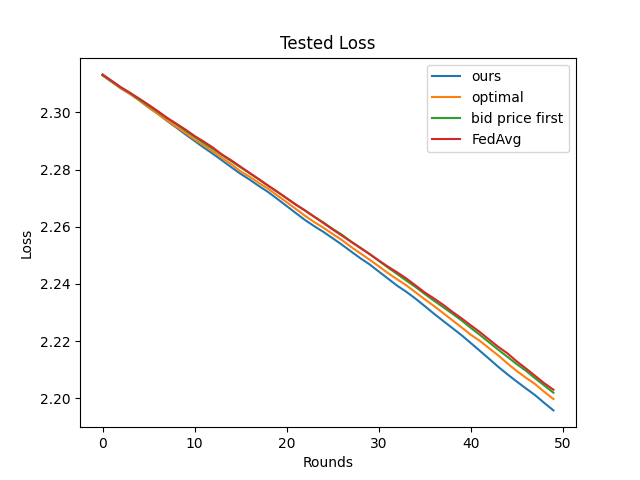 Tested Loss
ours
optimal
bid price first
FedAvg
2.30
2.28
2.26
2.24
2.22
2.20
Loss
0
10
20
30
40
50
Rounds